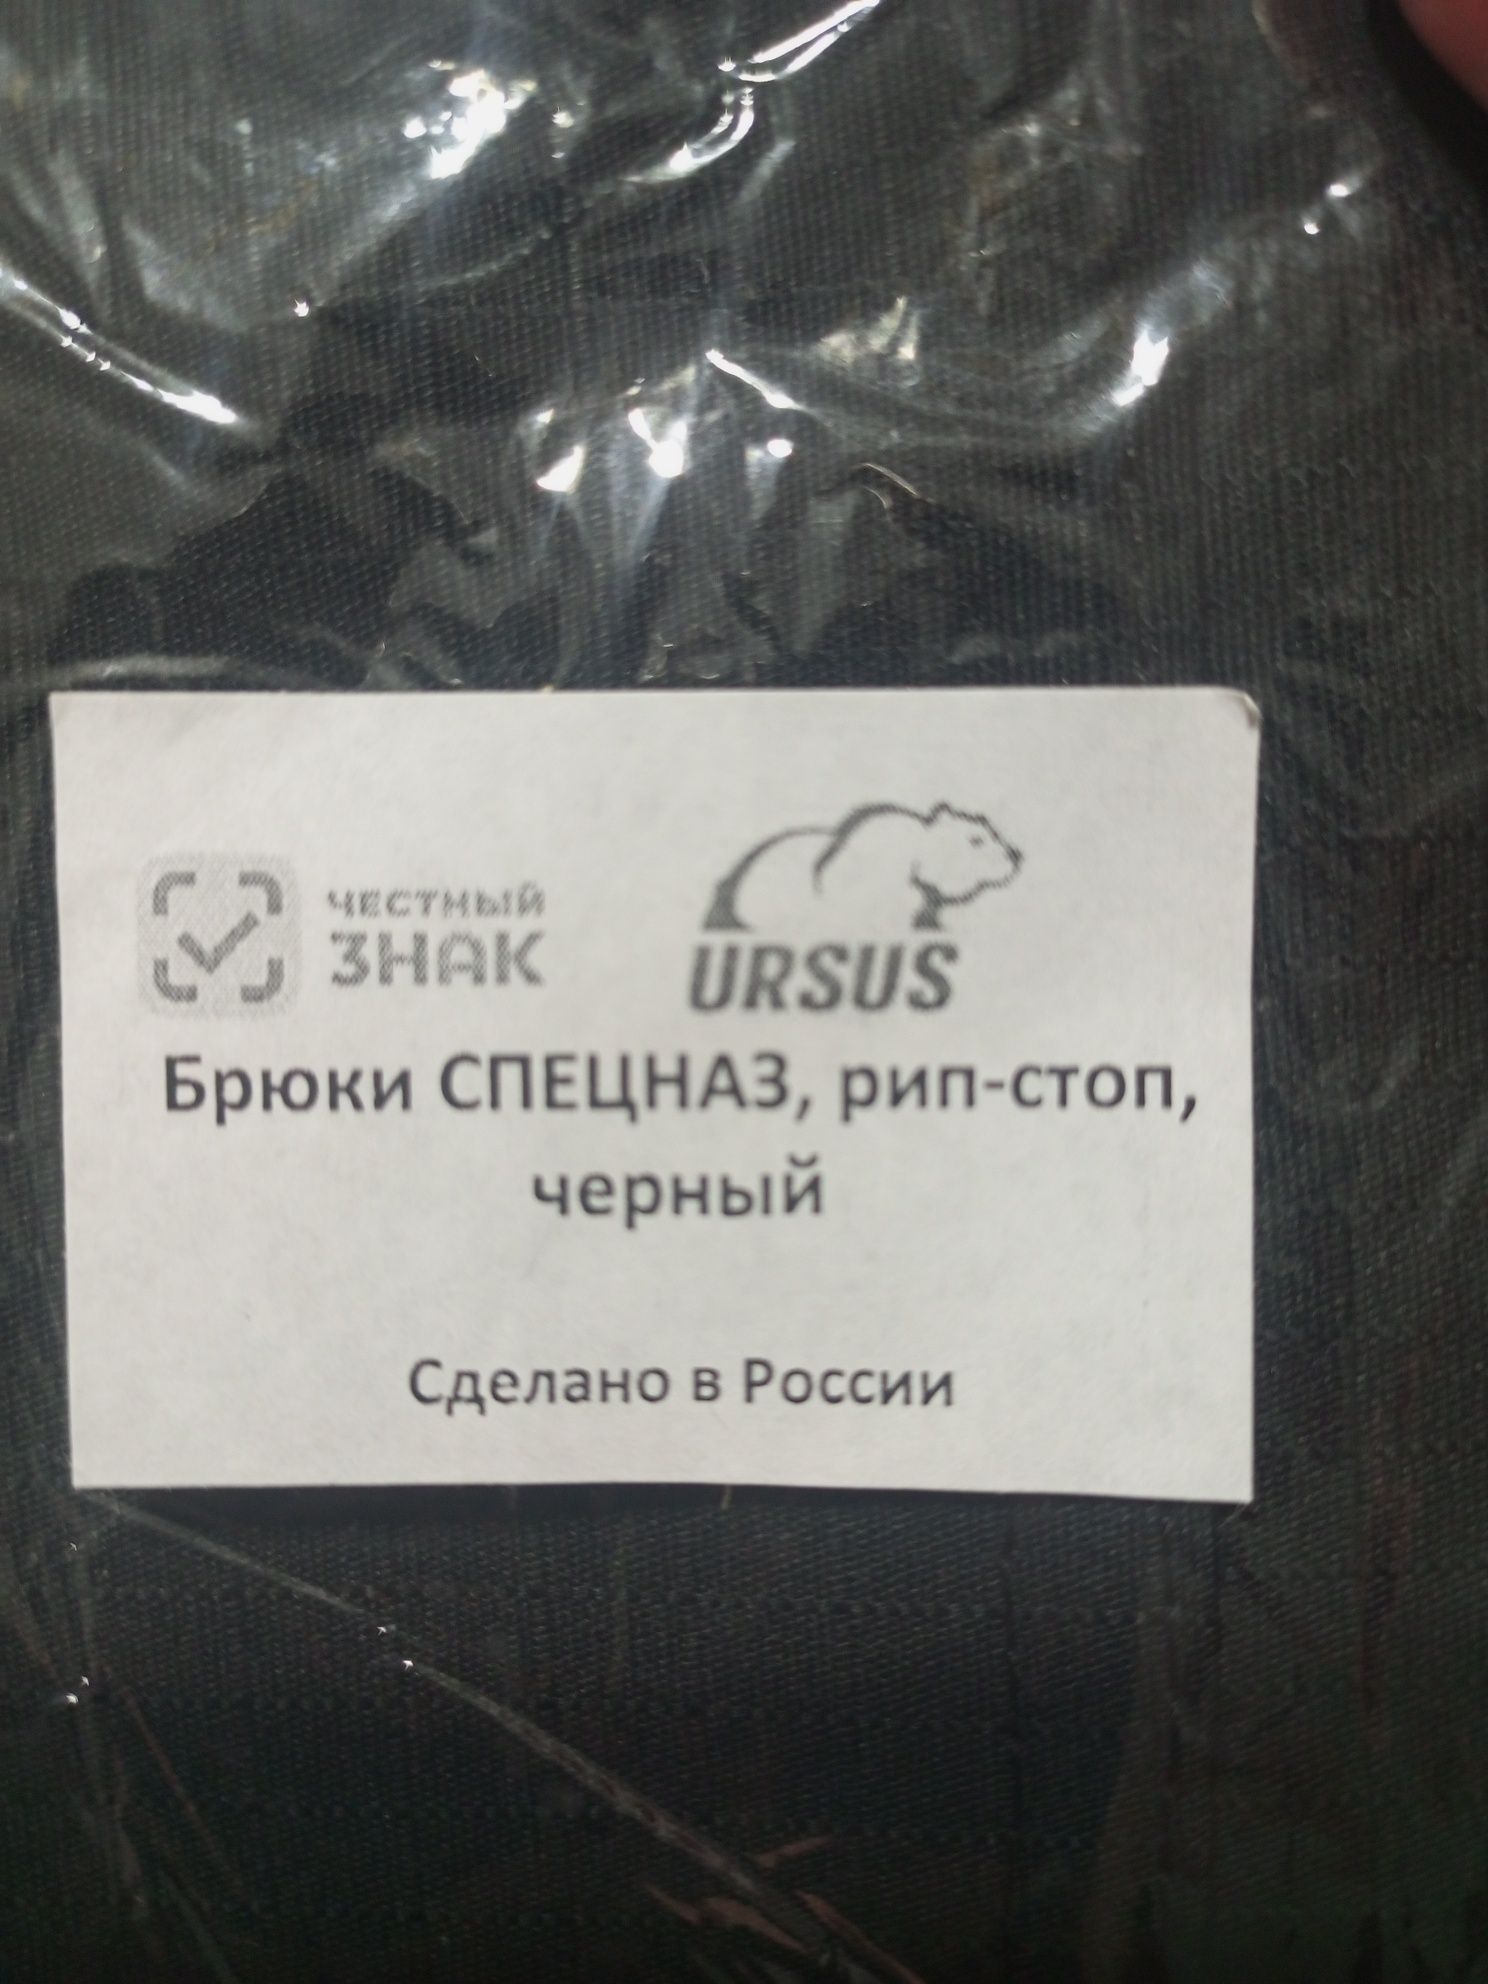 ЧЕСТНЫЙ
ЗНАК
URSUS
Брюки СПЕЦНАЗ, рип-стоп,
черный
Сделано в России